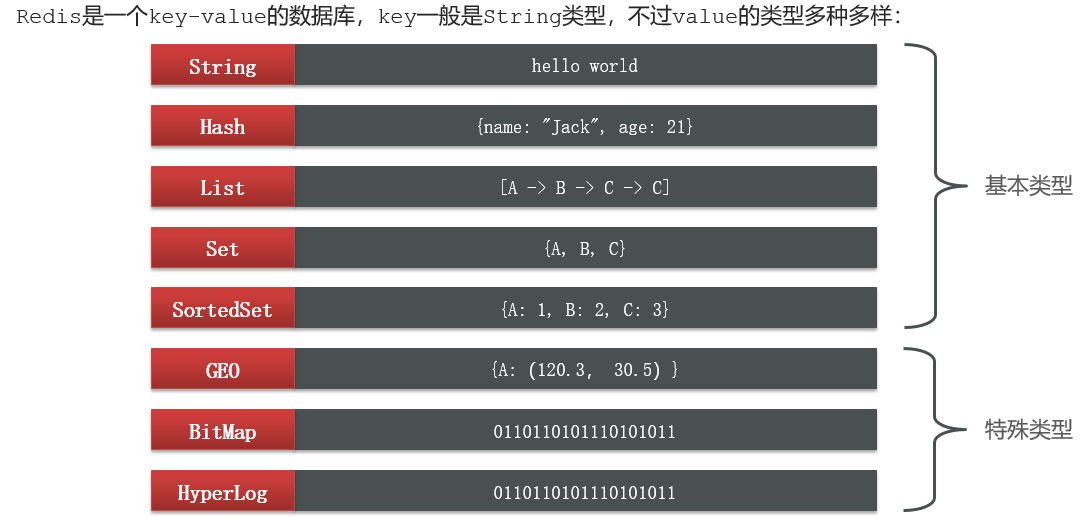 Redis是一个key-value的数据库，key一般是String类型，不过value的类型多种多样：
String hello world
Hash {name: "Jack", age: 21}
List [A -> B -> C -> C]
基本类型
Set {A, B, C}
SortedSet {A: 1, B: 2, C: 3}
GEO {A: (120.3, 30.5) }
BitMap 0110110101110101011
特殊类型
HyperLog 0110110101110101011